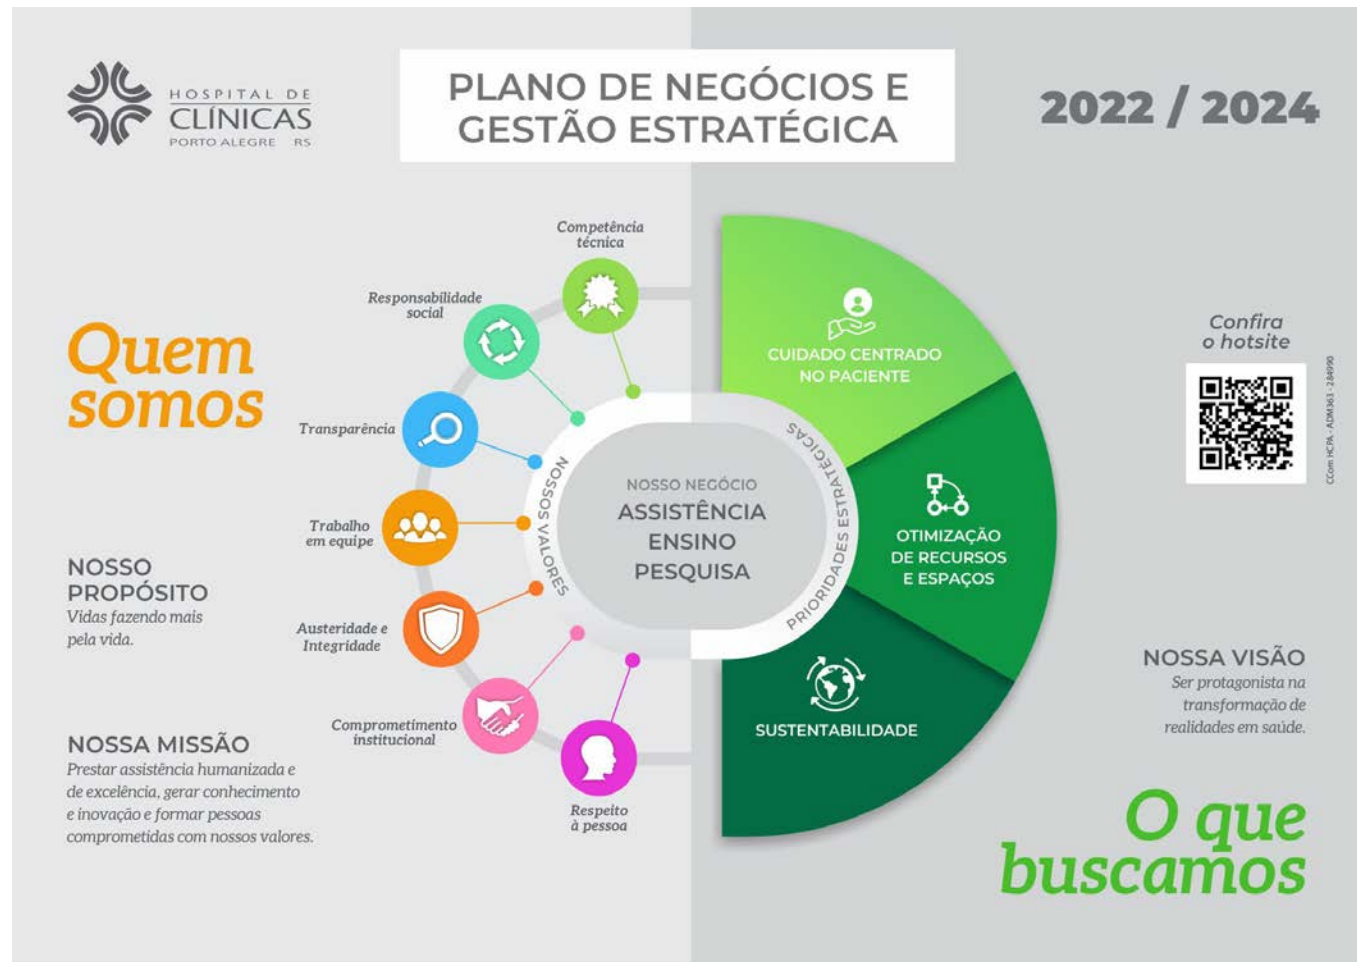 HOSPITAL DE
CLÍNICAS
PORTO ALEGRE RS
PLANO DE NEGÓCIOS E
GESTÃO ESTRATÉGICA
2022 / 2024
Quem
somos
NOSSO
PROPÓSITO
Vidas fazendo mais
pela vida.
NOSSA MISSÃO
Prestar assistência humanizada e
de excelência, gerar conhecimento
e inovação e formar pessoas
comprometidas com nossos valores.
Competência
técnica
Responsabilidade
social
Transparência
Trabalho
em equipe
Austeridade e
Integridade
Comprometimento
institucional
Respeito
à pessoa
NOSSOS VALORES
NOSSO NEGÓCIO
ASSISTÊNCIA
ENSINO
PESQUISA
PRIORIDADES ESTRATÉGICAS
CUIDADO CENTRADO
NO PACIENTE
OTIMIZAÇÃO
DE RECURSOS
E ESPAÇOS
SUSTENTABILIDADE
Confira
o hotsite
CCom HCPA - ADM363 - 284990
NOSSA VISÃO
Ser protagonista na
transformação de
realidades em saúde.
O que
buscamos